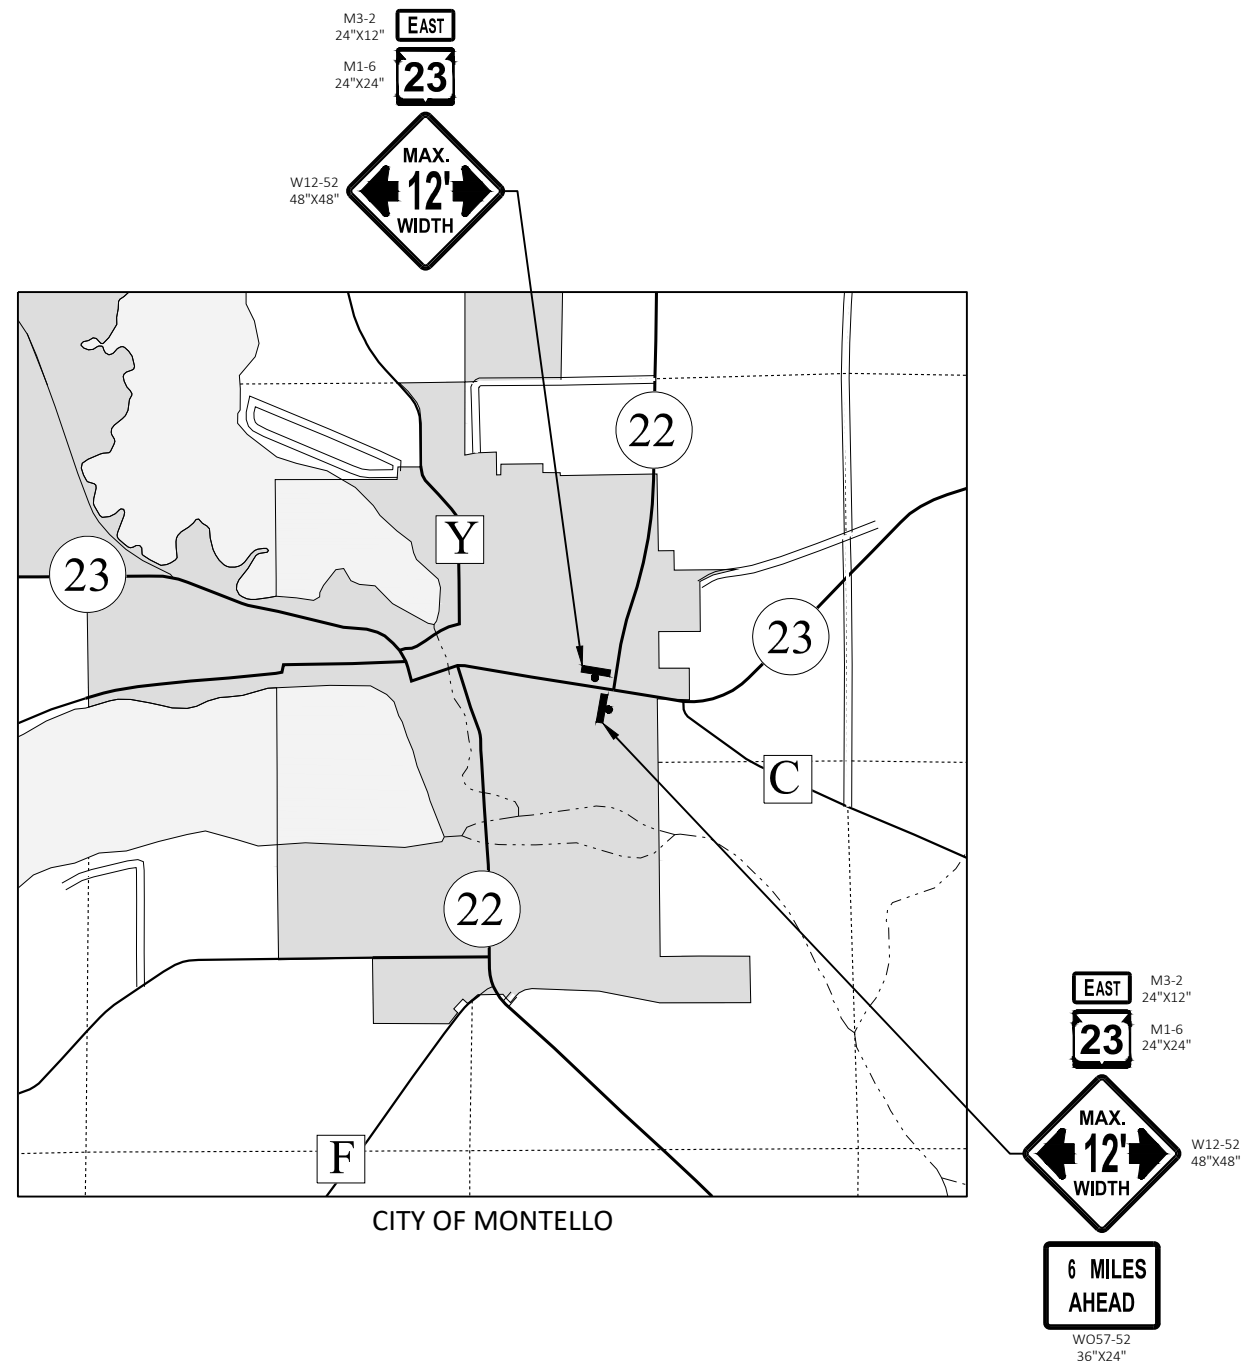 M3-2
24"X12"
EAST
M1-6
24"X24"
23
W12-52
48"X48"
MAX.
12'
WIDTH
22
Y
23
23
C
22
F
CITY OF MONTELLO
EAST
M3-2
24"X12"
23
M1-6
24"X24"
MAX.
12'
WIDTH
W12-52
48"X48"
6 MILES
AHEAD
WO57-52
36"X24"